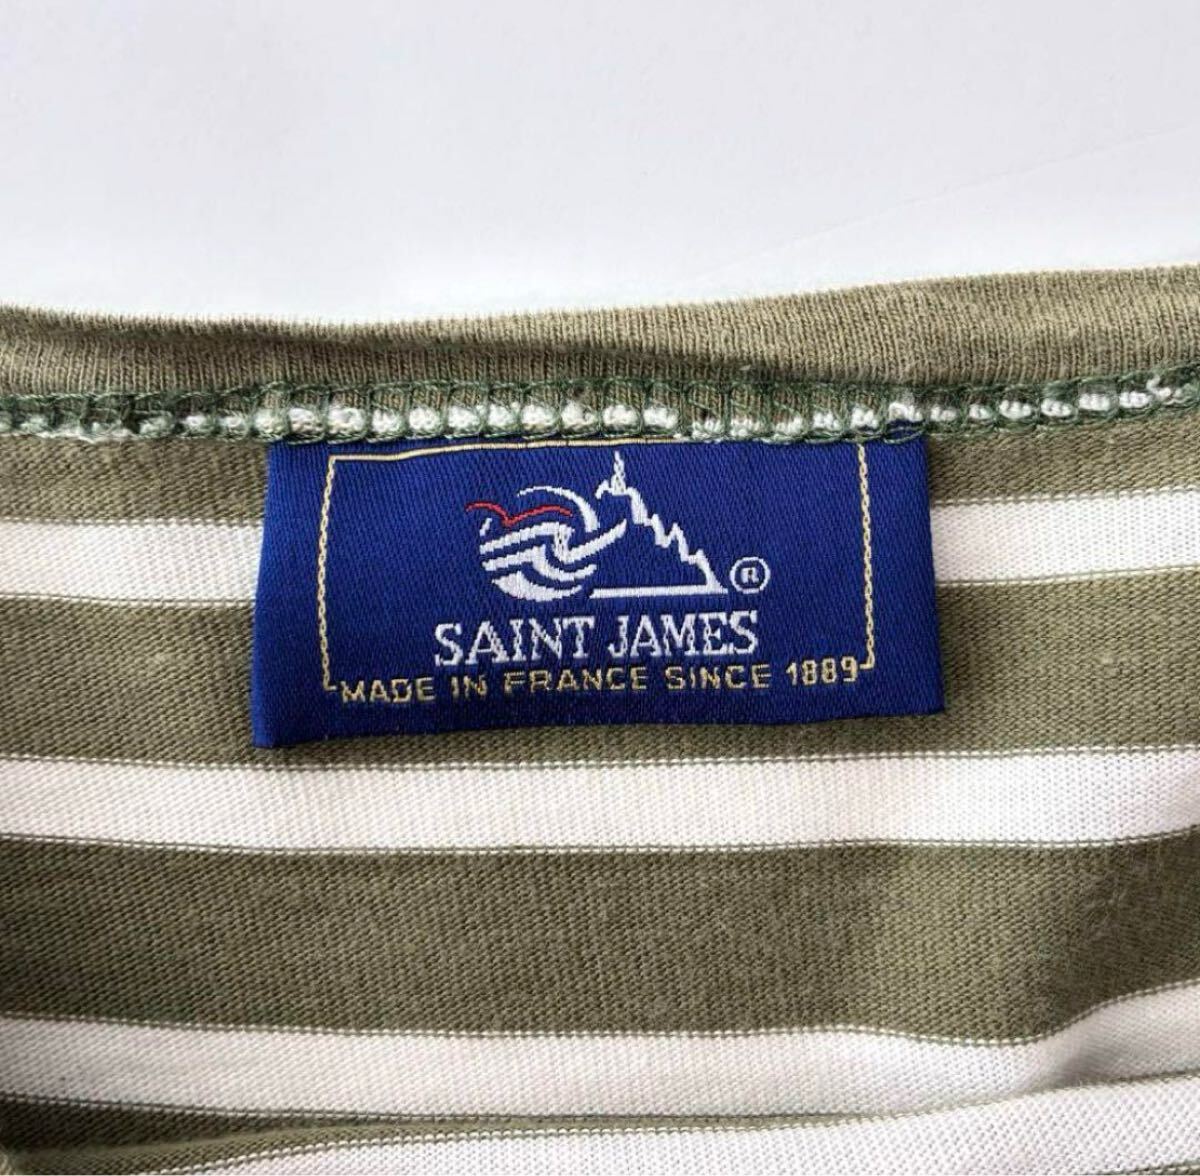 ®
SAINT JAMES
MADE IN FRANCE SINCE 1889